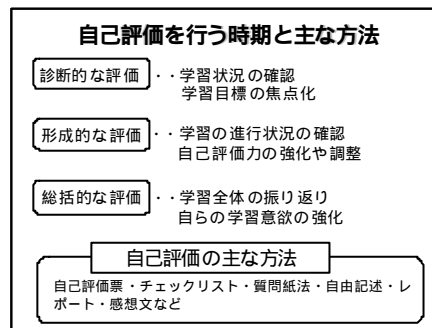 自己評価を行う時期と主な方法
診断的な評価 ・・学習状況の確認
学習目標の焦点化
形成的な評価 ・・学習の進行状況の確認
自己評価力の強化や調整
総括的な評価 ・・学習全体の振り返り
自らの学習意欲の強化
自己評価の主な方法
自己評価票・チェックリスト・質問紙法・自由記述・レ
ポート・感想文など